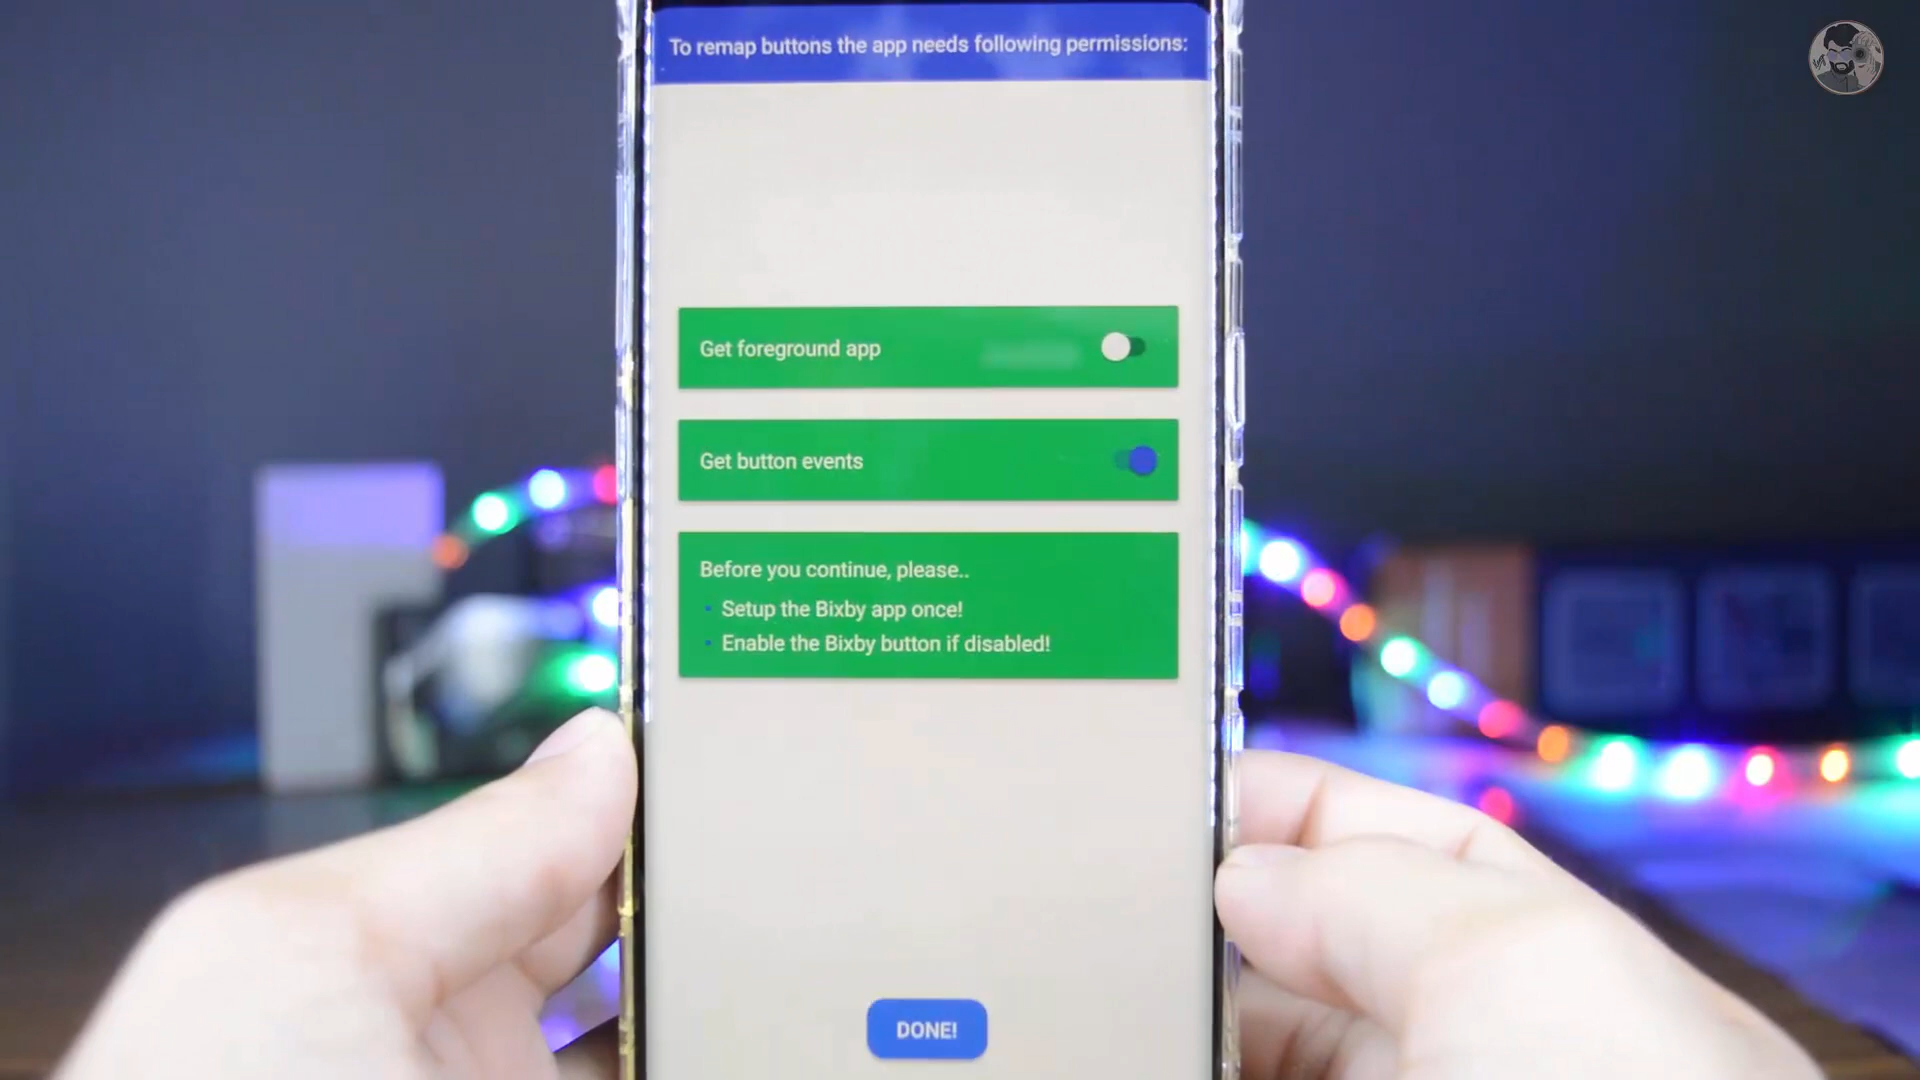 To remap buttons the app needs following permissions:
Get foreground app
Get button events
Before you continue, please..
• Setup the Bixby app once!
• Enable the Bixby button if disabled!
DONE!